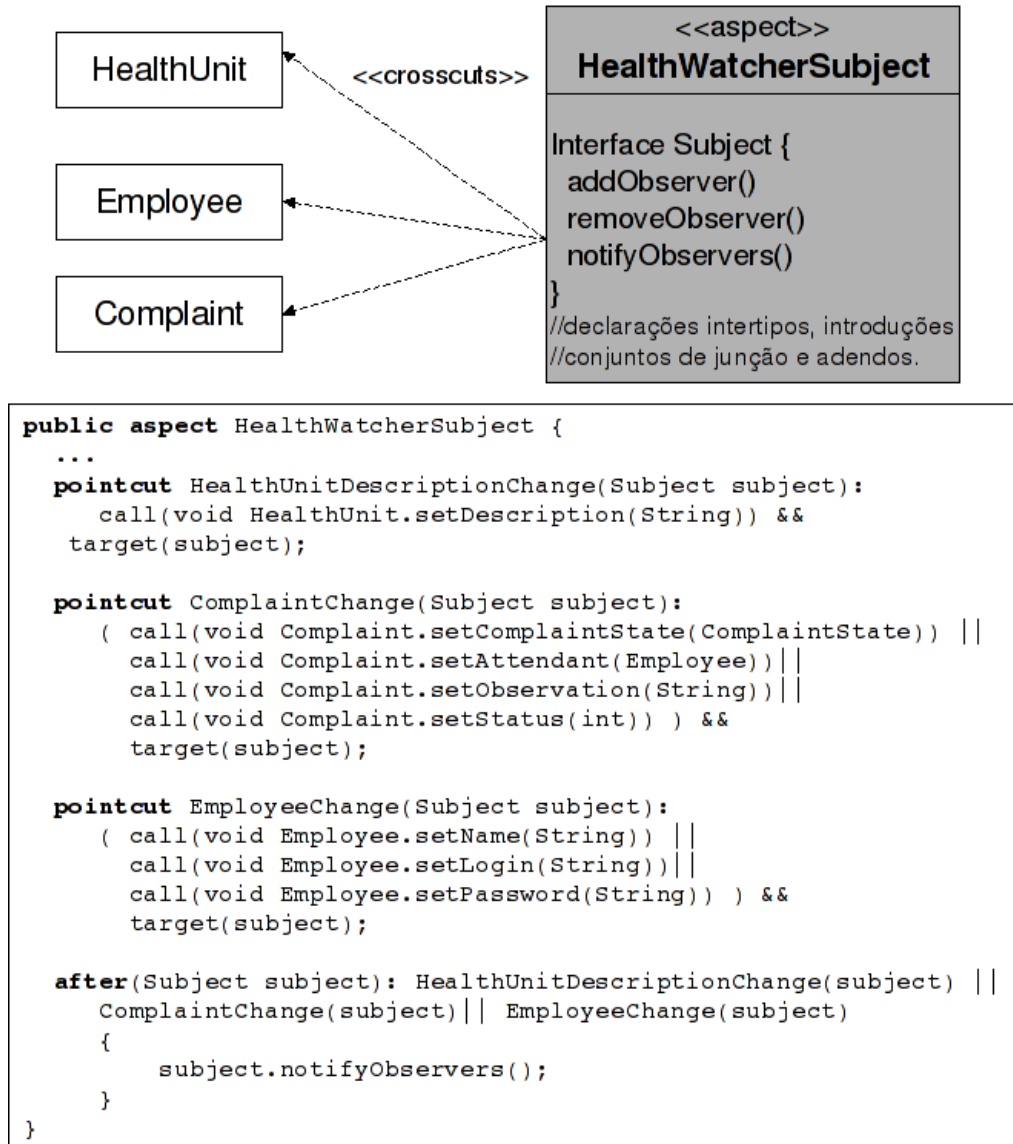 HealthUnit
<<crosscuts>>
Employee
Complaint
<<aspect>>
HealthWatcherSubject
Interface Subject {
addObserver()
removeObserver()
notifyObservers()
}
//declarações intertipos, introduções
//conjuntos de junção e adendos.
public aspect HealthWatcherSubject {
...
pointcut HealthUnitDescriptionChange(Subject subject):
call(void HealthUnit.setDescription(String)) &&
target(subject);
pointcut ComplaintChange(Subject subject):
( call(void Complaint.setComplaintState(ComplaintState)) ||
call(void Complaint.setAttendant(Employee))||
call(void Complaint.setObservation(String))||
call(void Complaint.setStatus(int)) ) &&
target(subject);
pointcut EmployeeChange(Subject subject):
( call(void Employee.setName(String)) ||
call(void Employee.setLogin(String))||
call(void Employee.setPassword(String)) ) &&
target(subject);
after(Subject subject): HealthUnitDescriptionChange(subject) ||
ComplaintChange(subject)|| EmployeeChange(subject)
{
subject.notifyObservers();
}
}